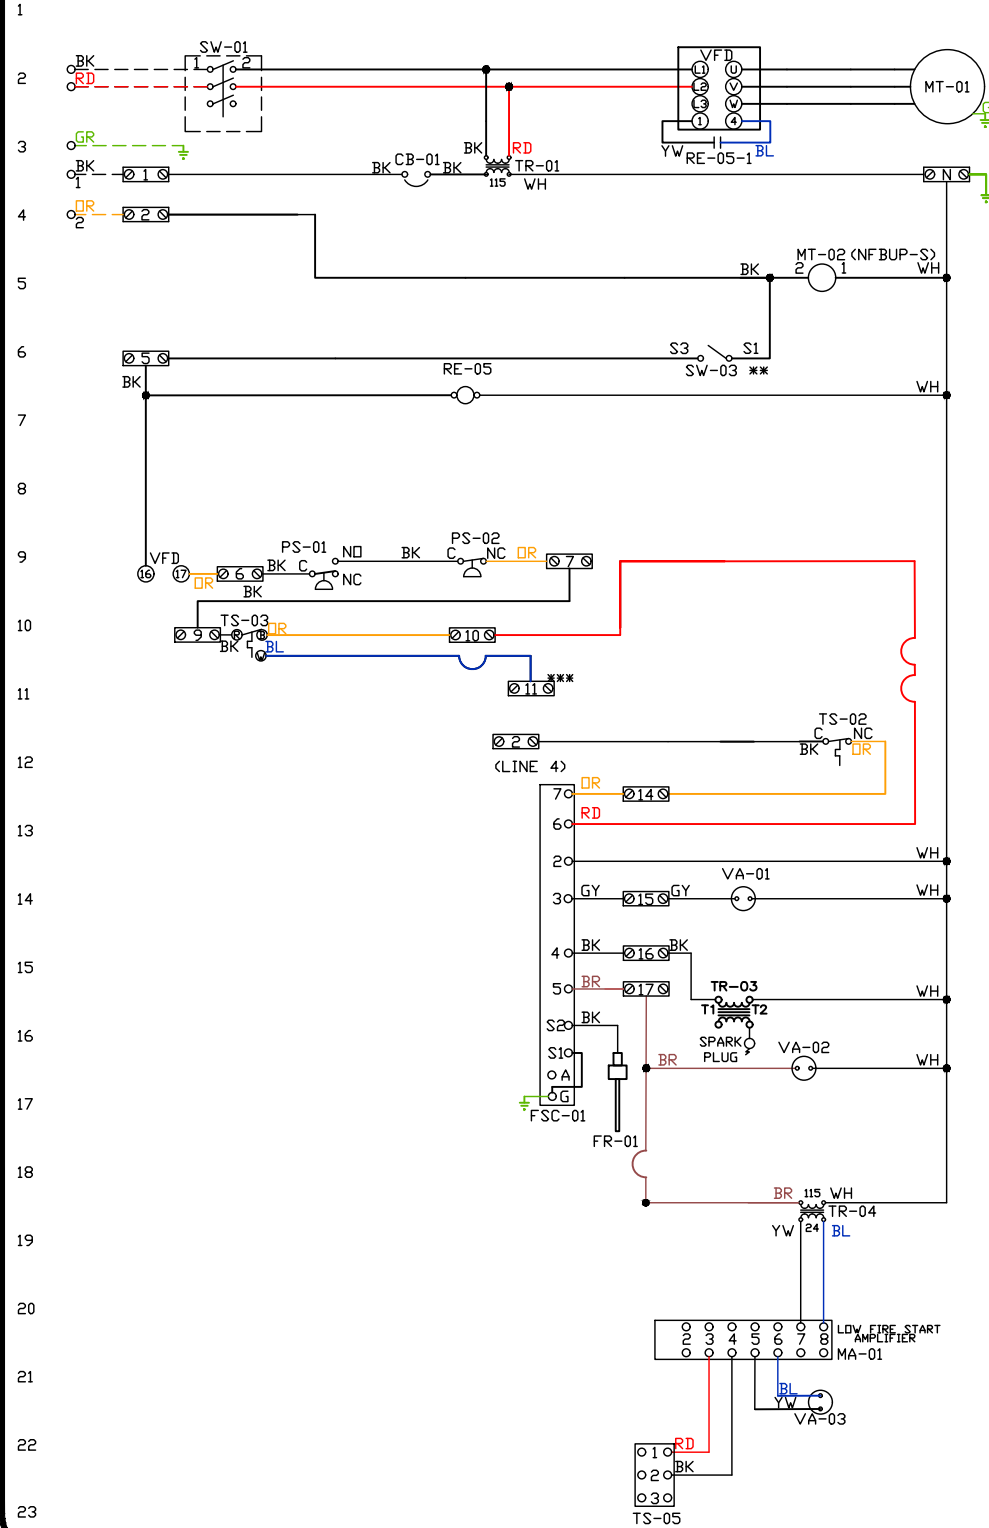 1
SW-01
BK
1 2
VFD
L1 U
2
RD
L2 V
MT-01
L3 W
G
1 4
3
GR
BK RD
YW RE-05-1 BL
BK
1
1
BK CB-01 BK
TR-01
115 WH
N
OR
2
4
2
MT-02 (NFBUP-S)
5
BK 2 1 WH
6
5
S3 S1
SW-03 **
BK
RE-05
WH
7
8
9
VFD
16 17
OR
6
BK
PS-01
C NO
NC
BK
PS-02
C NC
OR
7
BK
10
9
TS-03
BK
R B
W
OR
BL
10
11
11
***
TS-02
2
C NC
BK OR
12
(LINE 4)
7
OR
14
13
6
RD
2
WH
VA-01
14
3
GY
15
GY
WH
4
BK
16
BK
15
5
BR
17
TR-03
T1 T2
WH
S2
BK
16
SPARK
PLUG
S1
VA-02
BR
WH
A
17
G
FSC-01
FR-01
18
BR 115 WH
TR-04
19
YW 24 BL
20
2 3 4 5 6 7 8
LOW FIRE START
AMPLIFIER
MA-01
21
BL
YW
VA-03
22
1
RD
2
BK
3
23
TS-05